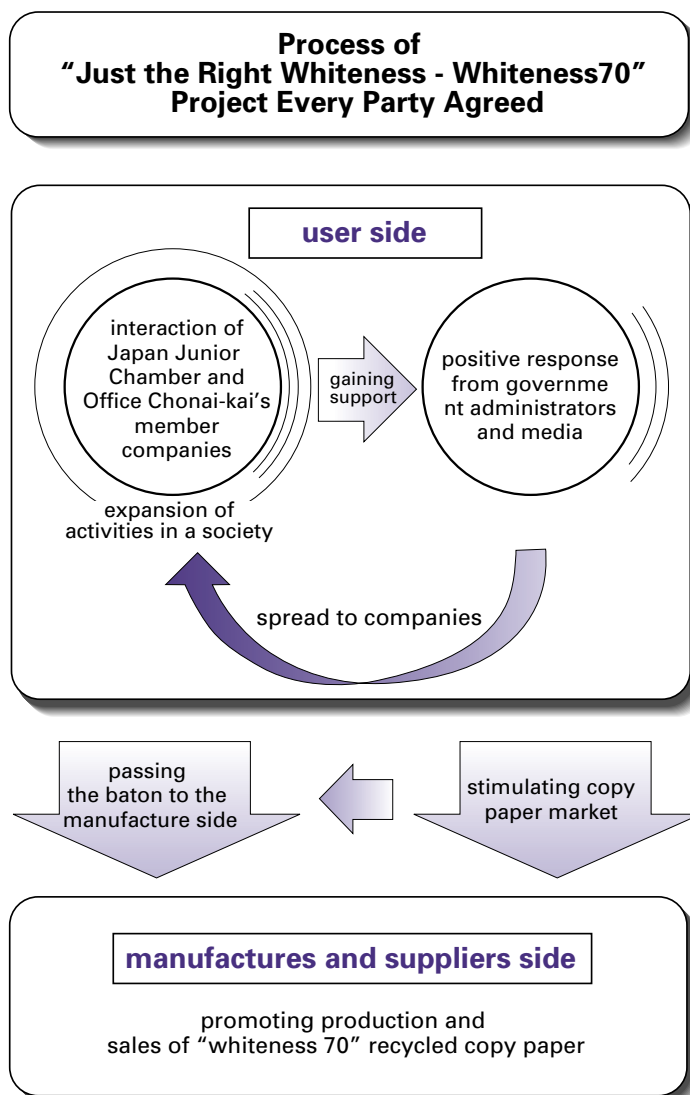 Process of
“Just the Right Whiteness - Whiteness70”
Project Every Party Agreed
user side
interaction of
Japan Junior
Chamber and
Office Chonai-kai’s
member
companies
gaining
support
positive response
from governme
nt administrators
and media
expansion of
activities in a society
spread to companies
passing
the baton to the
manufacture side
stimulating copy
paper market
manufactures and suppliers side
promoting production and
sales of “whiteness 70” recycled copy paper